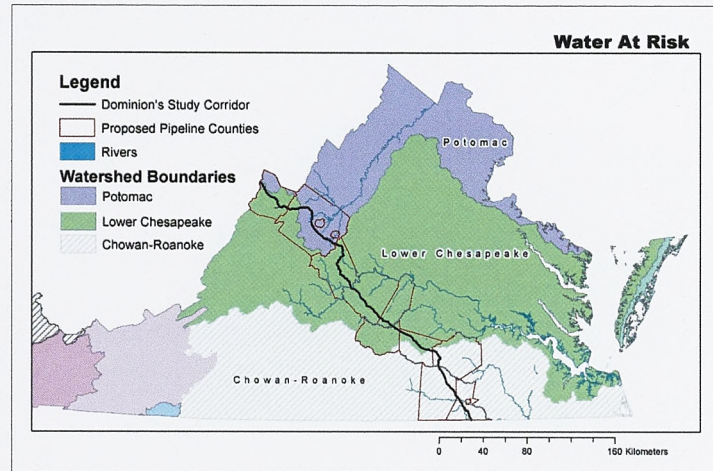 Water At Risk
Legend
Dominion's Study Corridor
Proposed Pipeline Counties
Rivers
Watershed Boundaries
Potomac
Lower Chesapeake
Chowan-Roanoke
Potomac
Lower Chesapeake
Chowan-Roanoke
0 40 80 160 Kilometers